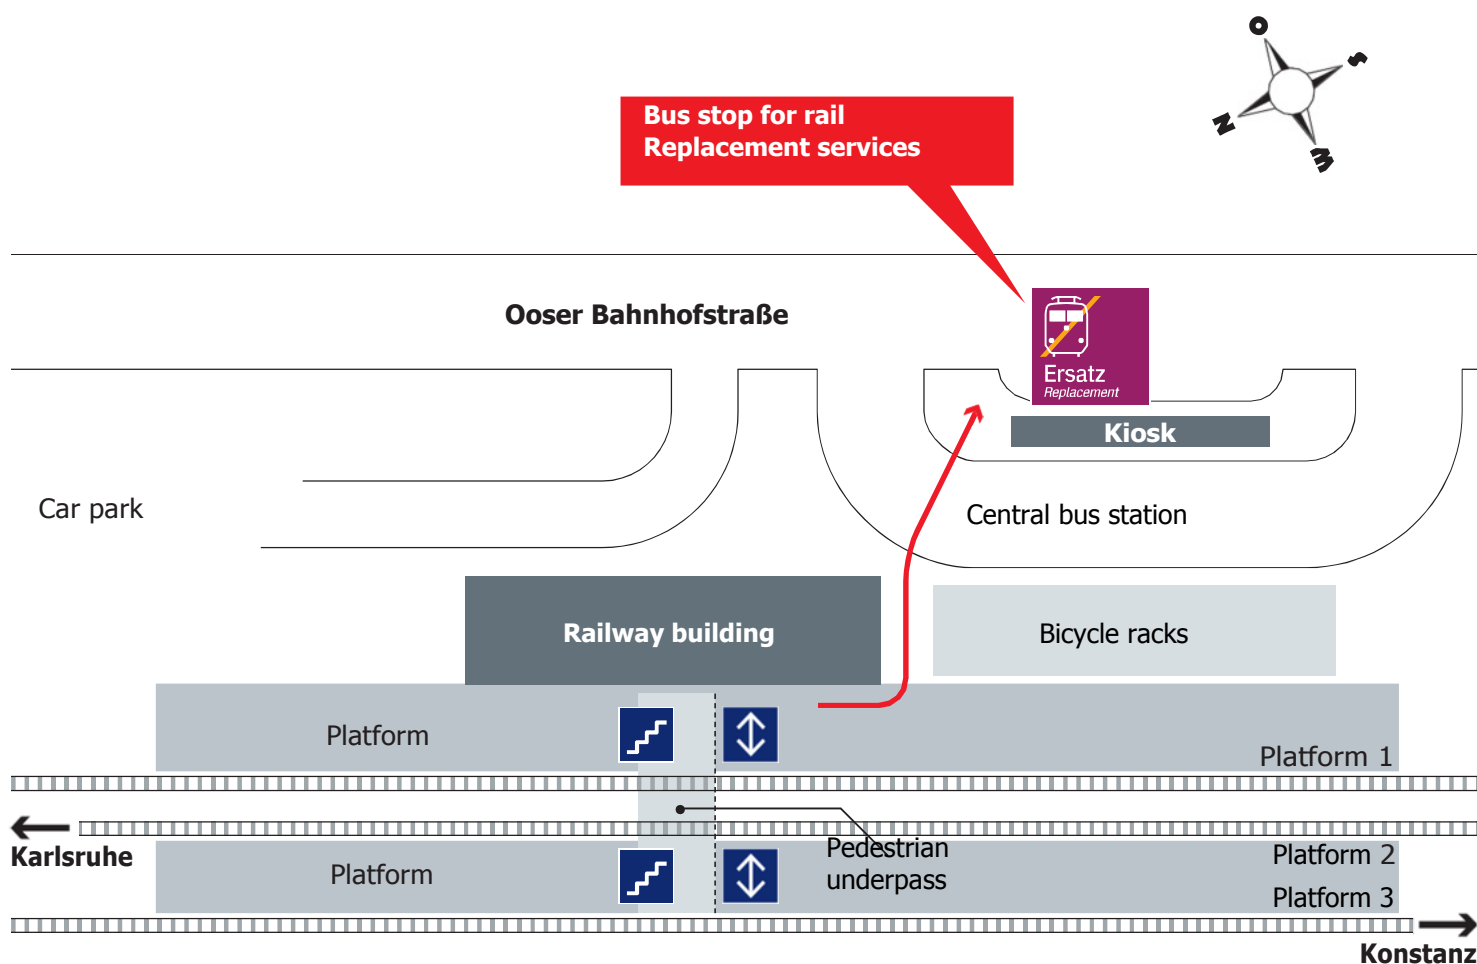 O
S
N
W
Bus stop for rail
Replacement services
Ooser Bahnhofstraße
Ersatz
Replacement
Kiosk
Car park
Central bus station
Railway building
Bicycle racks
Platform
Platform 1
Karlsruhe
Platform
Pedestrian
underpass
Platform 2
Platform 3
Konstanz